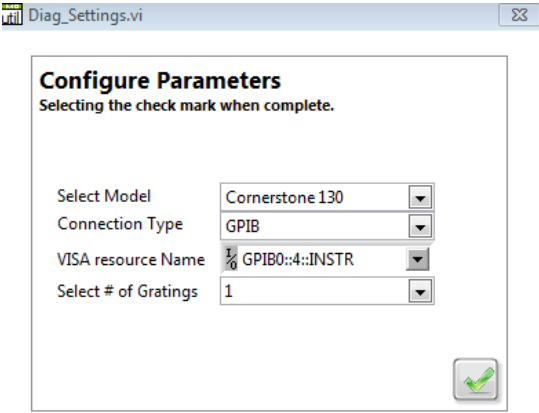 util Diag_Settings.vi
Configure Parameters
Selecting the check mark when complete.
Select Model Cornerstone 130
Connection Type GPIB
VISA resource Name I/O GPIB0::4::INSTR
Select # of Gratings 1